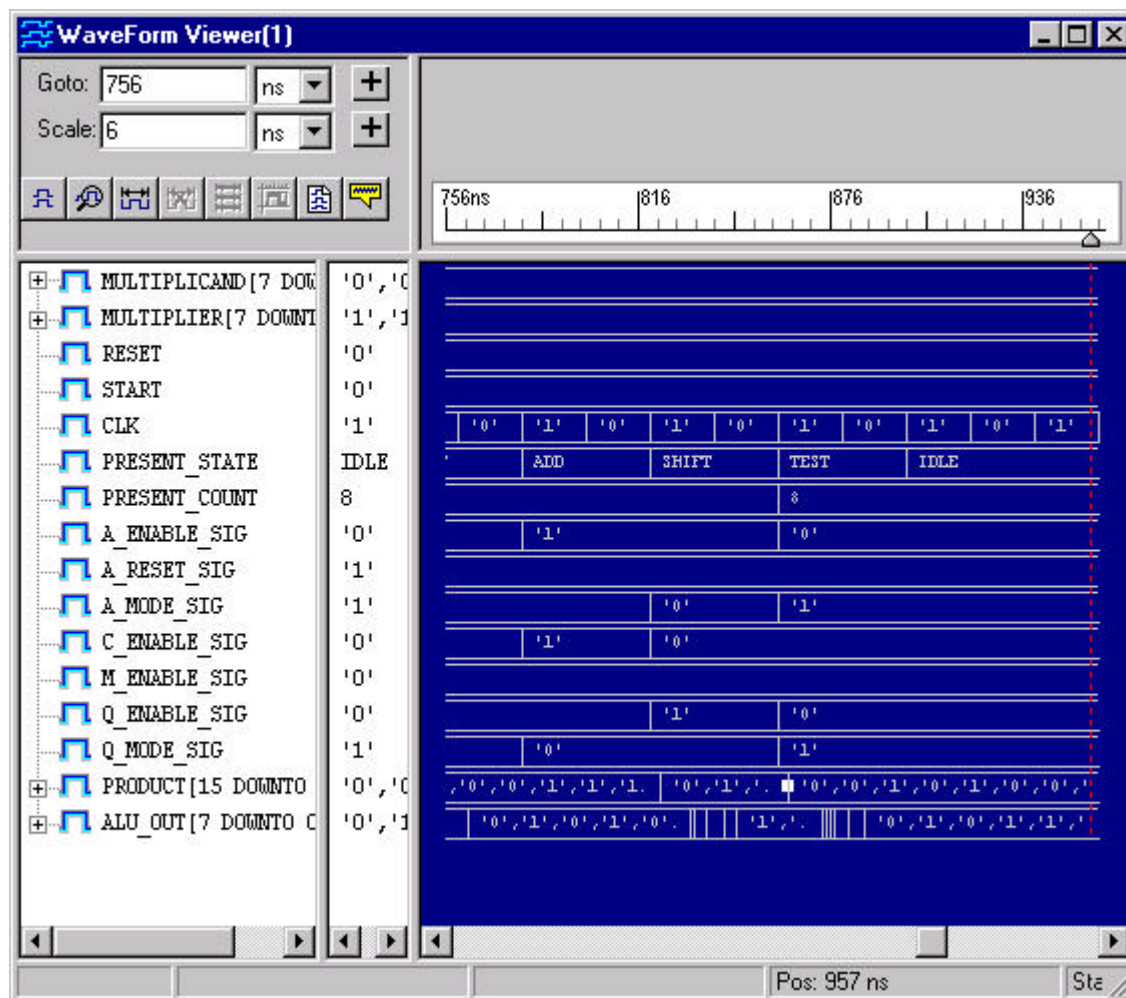 WaveForm Viewer(1)
Goto: 756 ns
Scale: 6 ns
756ns 816 876 936
MULTIPLICAND[7 DOW '0','0
MULTIPLIER[7 DOWNT '1','1
RESET '0'
START '0'
CLK '1' '0' '1' '0' '1' '0' '1' '0' '1' '0' '1'
PRESENT_STATE IDLE ' ADD SHIFT TEST IDLE
PRESENT_COUNT 8 8
A_ENABLE_SIG '0' '1' '0'
A_RESET_SIG '1'
A_MODE_SIG '1' '0' '1'
C_ENABLE_SIG '0' '1' '0'
M_ENABLE_SIG '0'
Q_ENABLE_SIG '0' '1' '0'
Q_MODE_SIG '1' '0' '1'
PRODUCT[15 DOWNTO '0','0 ,'0','0','1','1','1. '0','1',. '0','0','1','0','1','0','0','
ALU_OUT[7 DOWNTO 0 '0','1 '0','1','0','1','0'. '1',. '0','1','0','1','1','
Pos: 957 ns Sta